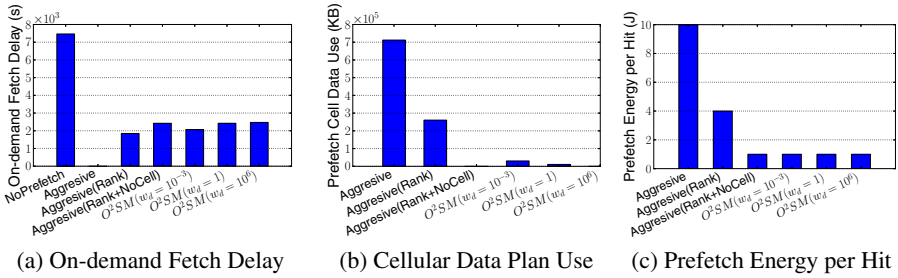 ×10³
On-demand Fetch Delay (s)
8
7
6
5
4
3
2
1
0
NoPrefetch
Aggresive
Aggresive(Rank)
Aggresive(Rank+NoCell)
O²SM(w_d = 10⁻³)
O²SM(w_d = 1)
O²SM(w_d = 10⁶)
(a) On-demand Fetch Delay
×10⁵
Prefetch Cell Data Use (KB)
8
7
6
5
4
3
2
1
0
Aggresive
Aggresive(Rank)
Aggresive(Rank+NoCell)
O²SM(w_d = 10⁻³)
O²SM(w_d = 1)
O²SM(w_d = 10⁶)
(b) Cellular Data Plan Use
Prefetch Energy per Hit (J)
10
8
6
4
2
0
Aggresive
Aggresive(Rank)
Aggresive(Rank+NoCell)
O²SM(w_d = 10⁻³)
O²SM(w_d = 1)
O²SM(w_d = 10⁶)
(c) Prefetch Energy per Hit